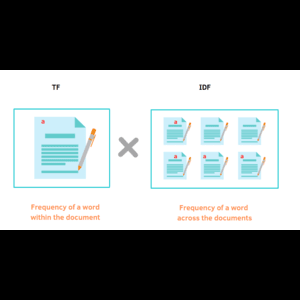 TF
IDF
a
a
a
a
a
Frequency of a word
within the document
Frequency of a word
across the documents